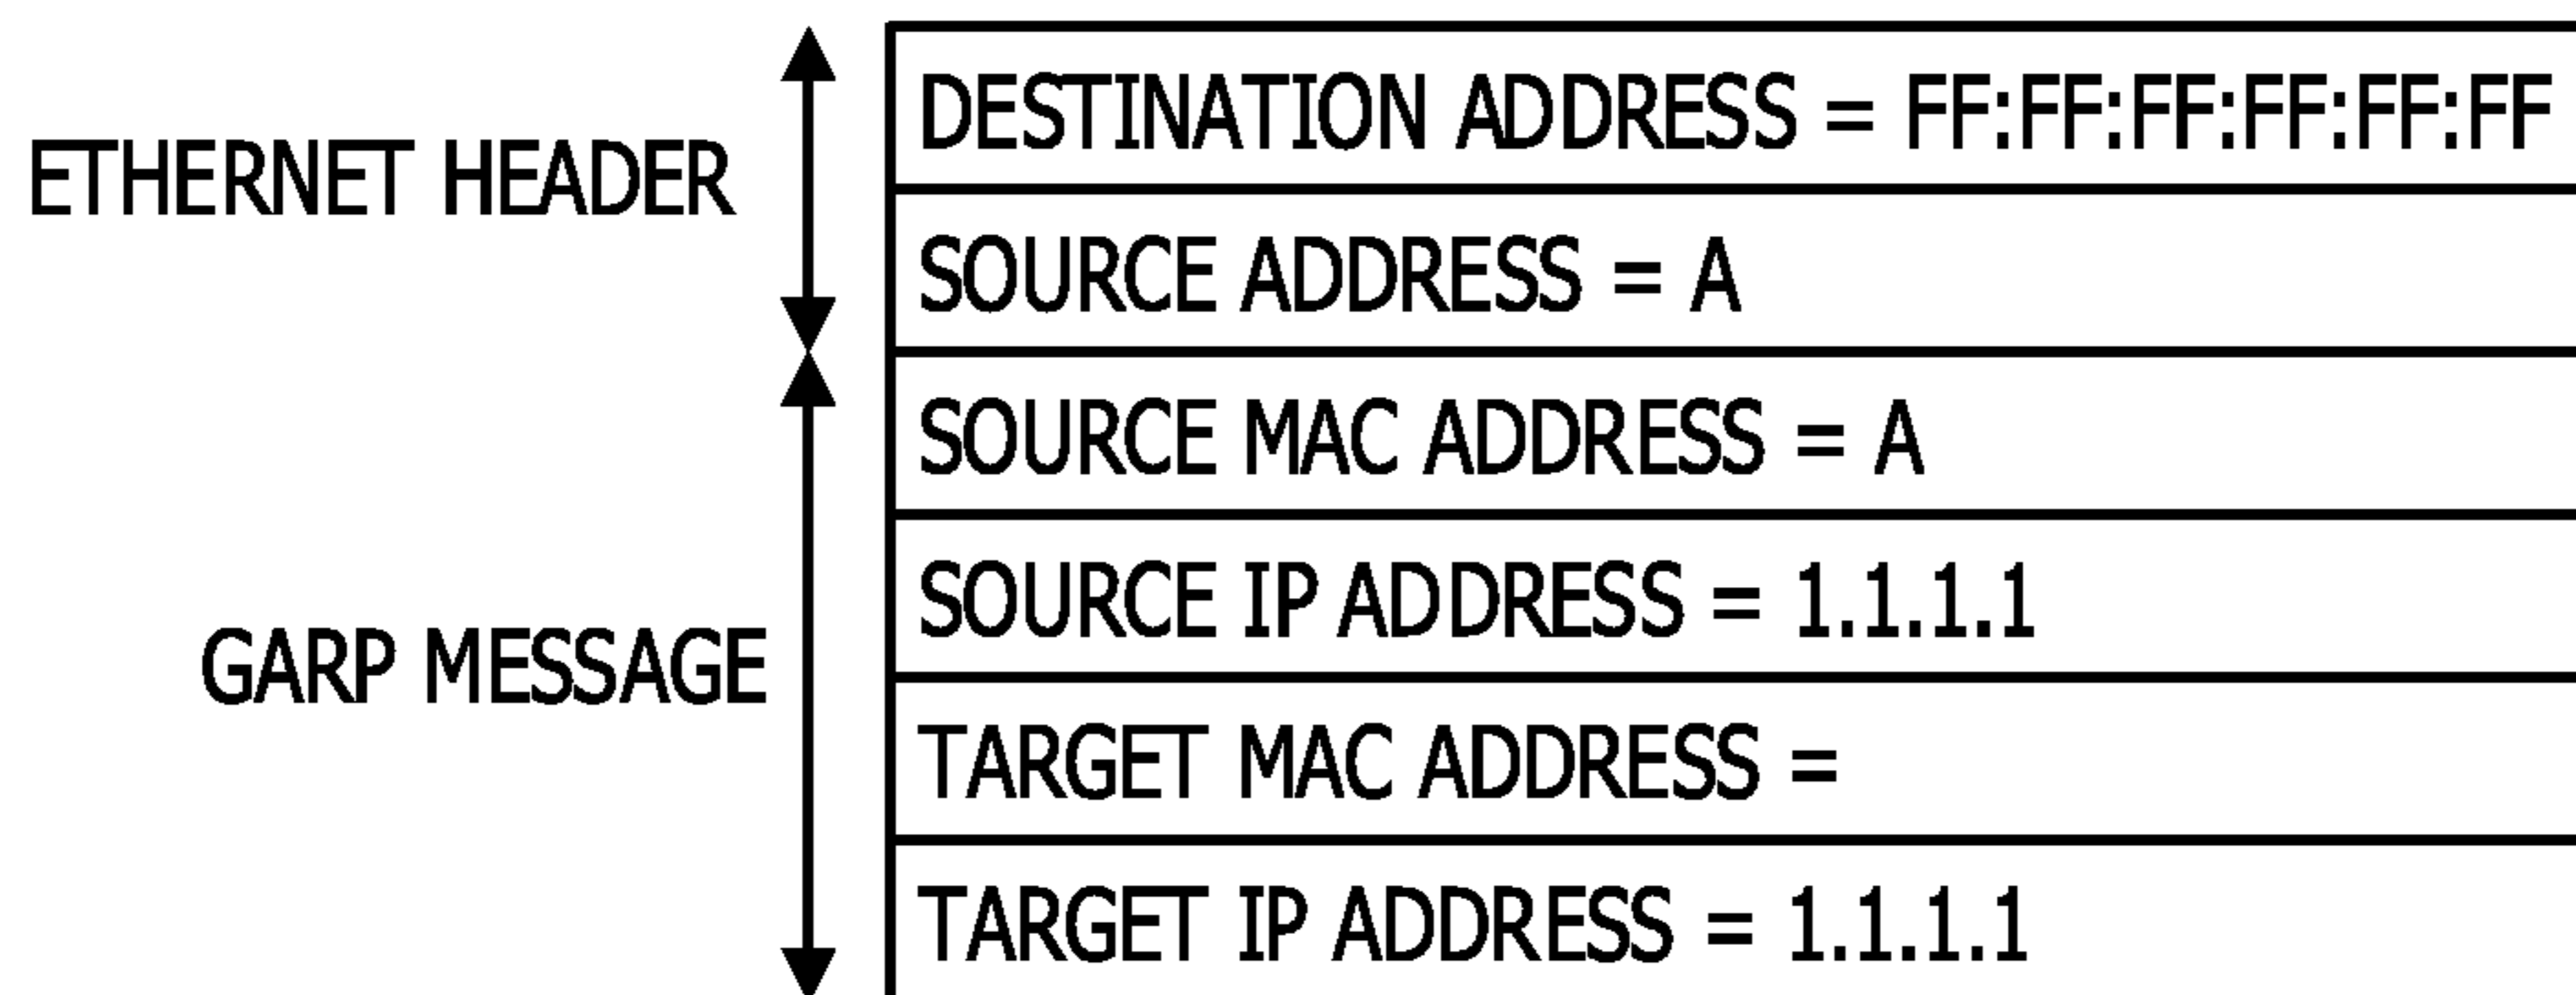 ETHERNET HEADER
DESTINATION ADDRESS = FF:FF:FF:FF:FF:FF
SOURCE ADDRESS = A
GARP MESSAGE
SOURCE MAC ADDRESS = A
SOURCE IP ADDRESS = 1.1.1.1
TARGET MAC ADDRESS =
TARGET IP ADDRESS = 1.1.1.1